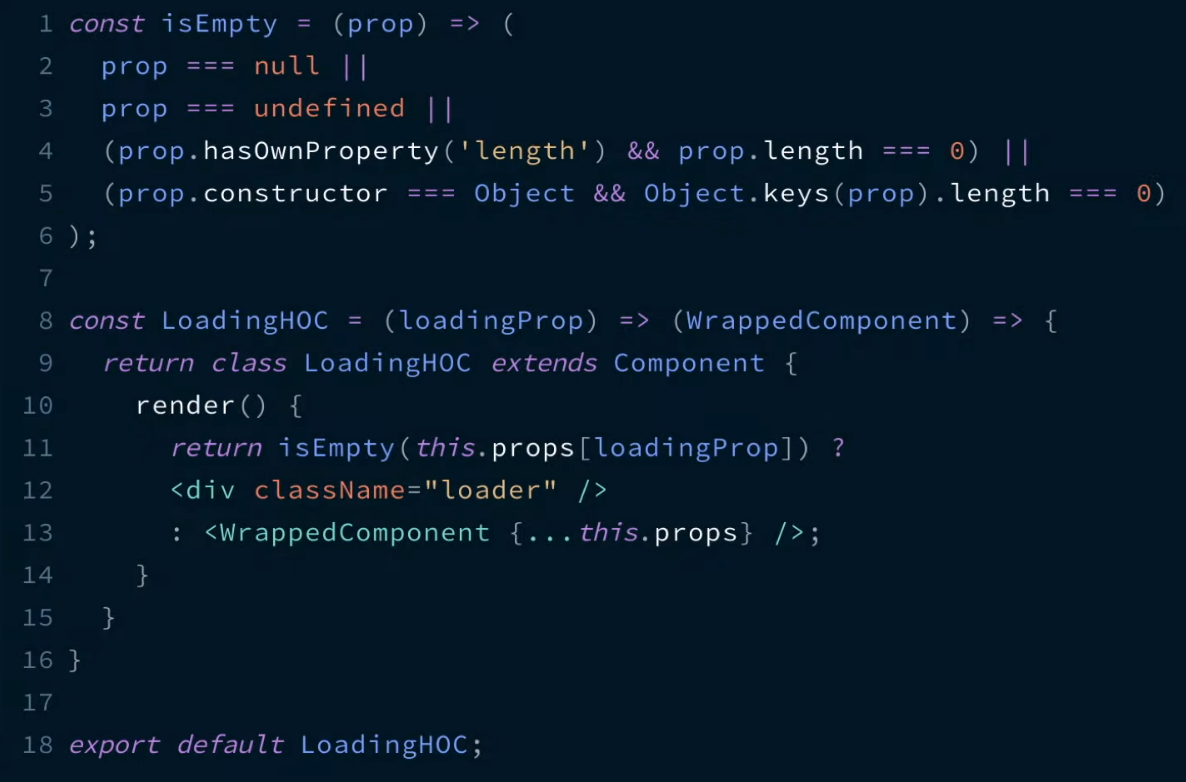 1 const isEmpty = (prop) => (
2   prop === null ||
3   prop === undefined ||
4   (prop.hasOwnProperty('length') && prop.length === 0) ||
5   (prop.constructor === Object && Object.keys(prop).length === 0)
6 );
7
8 const LoadingHOC = (loadingProp) => (WrappedComponent) => {
9   return class LoadingHOC extends Component {
10     render() {
11       return isEmpty(this.props[loadingProp]) ?
12       <div className="loader" />
13       : <WrappedComponent {...this.props} />;
14     }
15   }
16 }
17
18 export default LoadingHOC;